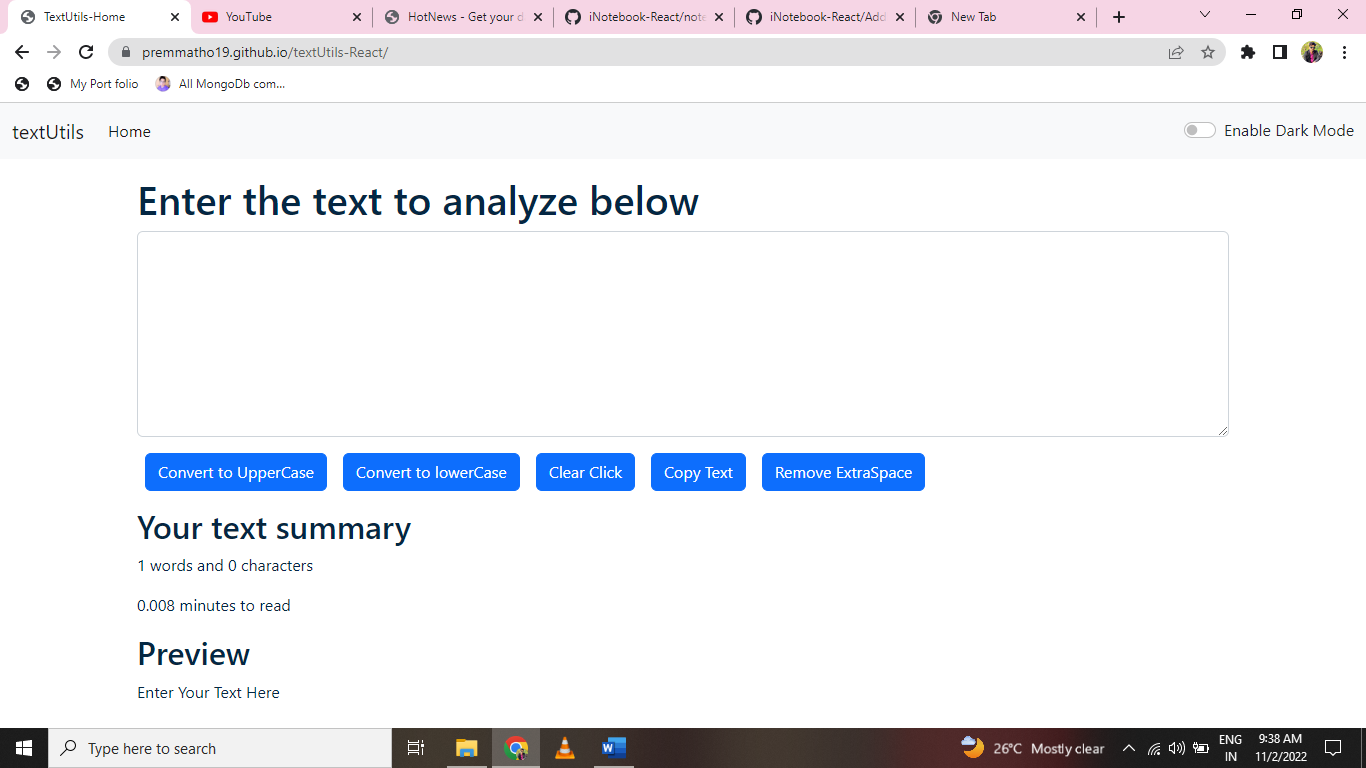 TextUtils-Home YouTube HotNews - Get your d iNotebook-React/note iNotebook-React/Add New Tab
premmatho19.github.io/textUtils-React/
My Port folio All MongoDb com...
textUtils Home Enable Dark Mode
Enter the text to analyze below
Convert to UpperCase Convert to lowerCase Clear Click Copy Text Remove ExtraSpace
Your text summary
1 words and 0 characters
0.008 minutes to read
Preview
Enter Your Text Here
Type here to search 26°C Mostly clear ENG 9:38 AM
IN 11/2/2022